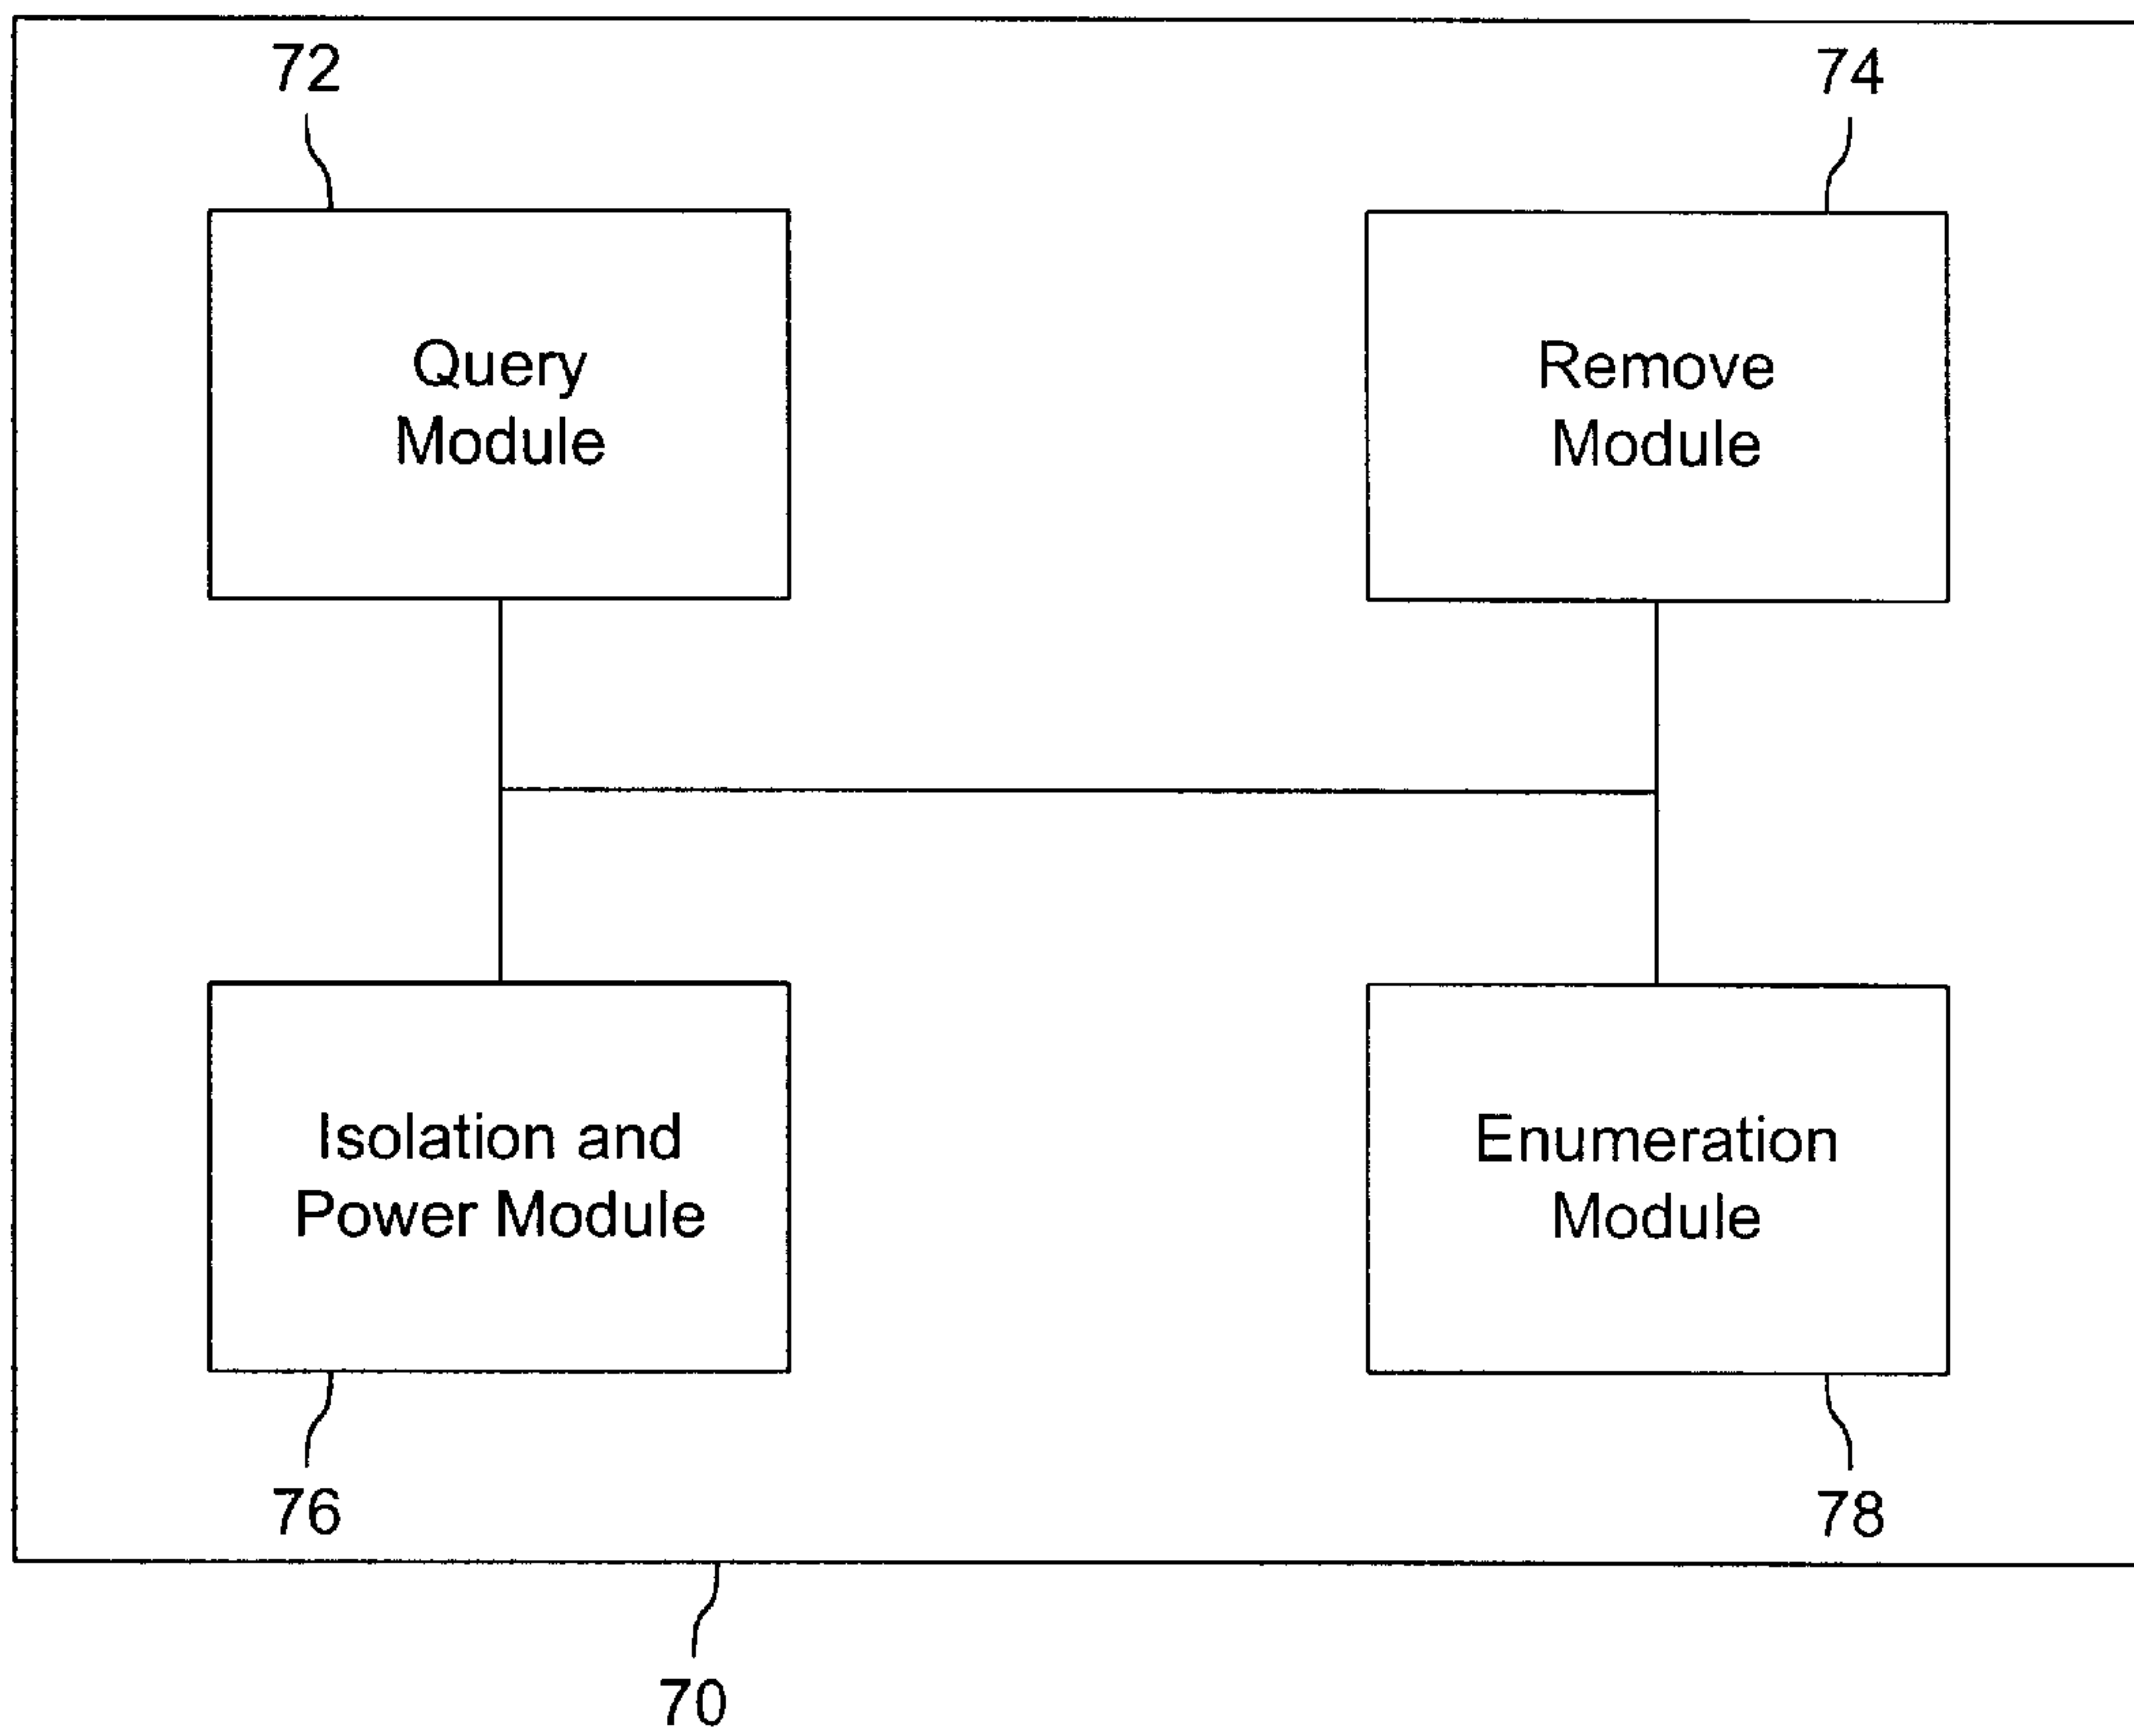 72
74
Query
Module
Remove
Module
Isolation and
Power Module
Enumeration
Module
76
78
70